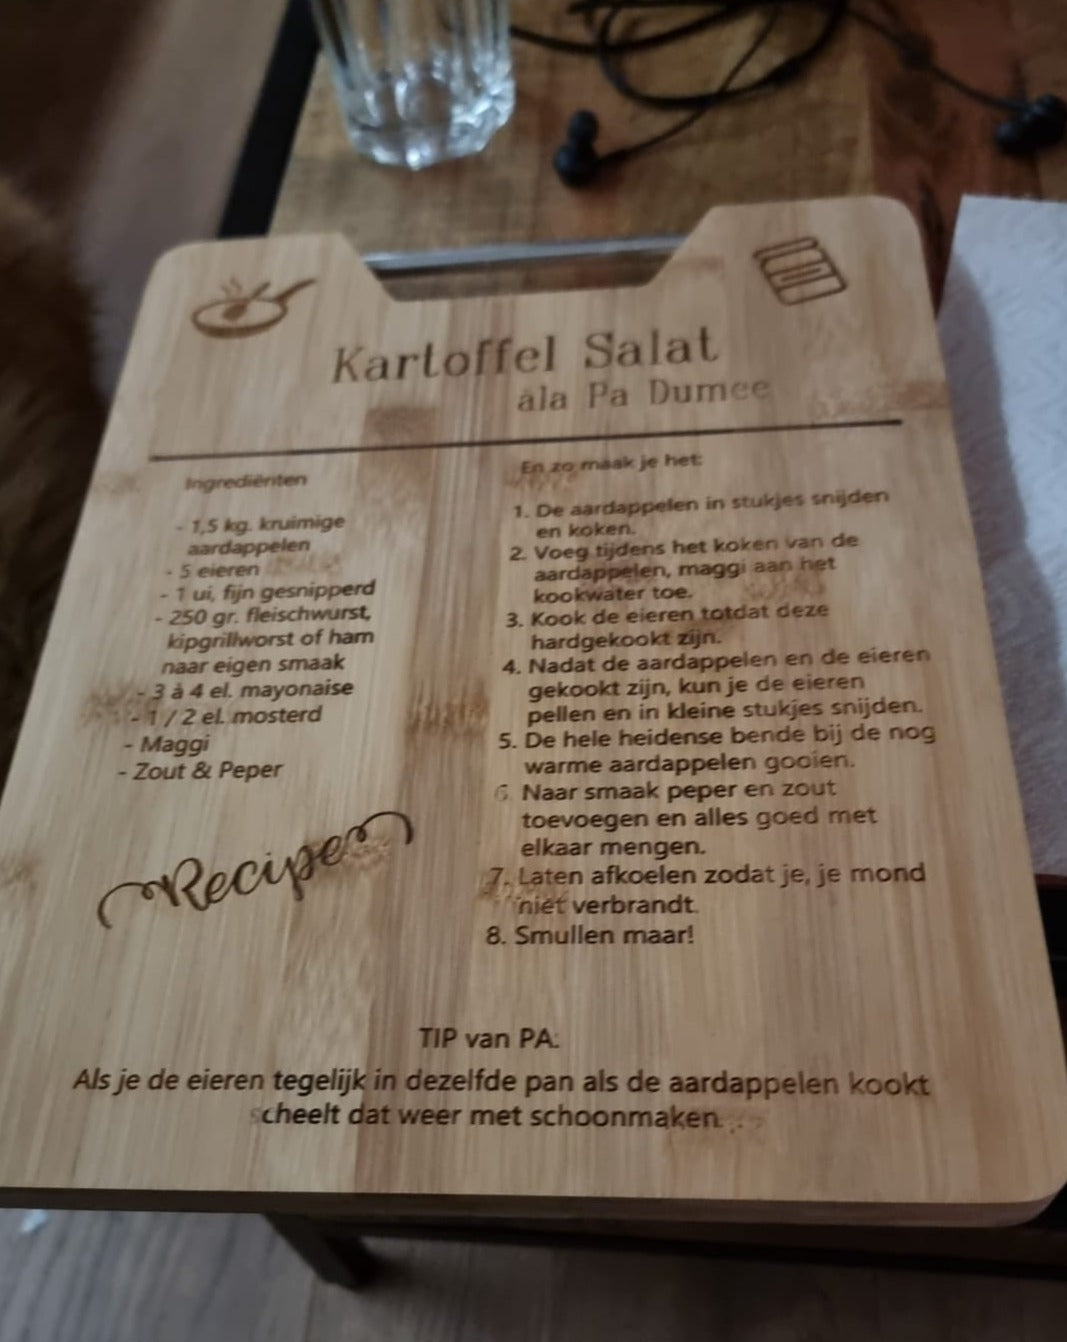 Kartoffel Salat
ala Pa Dumee
Ingrediënten
- 1,5 kg. kruimige
aardappelen
- 5 eieren
- 1 ui, fijn gesnipperd
- 250 gr. fleischwurst,
kipgrillworst of ham
naar eigen smaak
- 3 à 4 el. mayonaise
- 1 / 2 el. mosterd
- Maggi
- Zout & Peper
Recipe
En zo maak je het:
1. De aardappelen in stukjes snijden
en koken.
2. Voeg tijdens het koken van de
aardappelen, maggi aan het
kookwater toe.
3. Kook de eieren totdat deze
hardgekookt zijn.
4. Nadat de aardappelen en de eieren
gekookt zijn, kun je de eieren
pellen en in kleine stukjes snijden.
5. De hele heidense bende bij de nog
warme aardappelen gooien.
6. Naar smaak peper en zout
toevoegen en alles goed met
elkaar mengen.
7. Laten afkoelen zodat je, je mond
niet verbrandt.
8. Smullen maar!
TIP van PA:
Als je de eieren tegelijk in dezelfde pan als de aardappelen kookt
scheelt dat weer met schoonmaken.